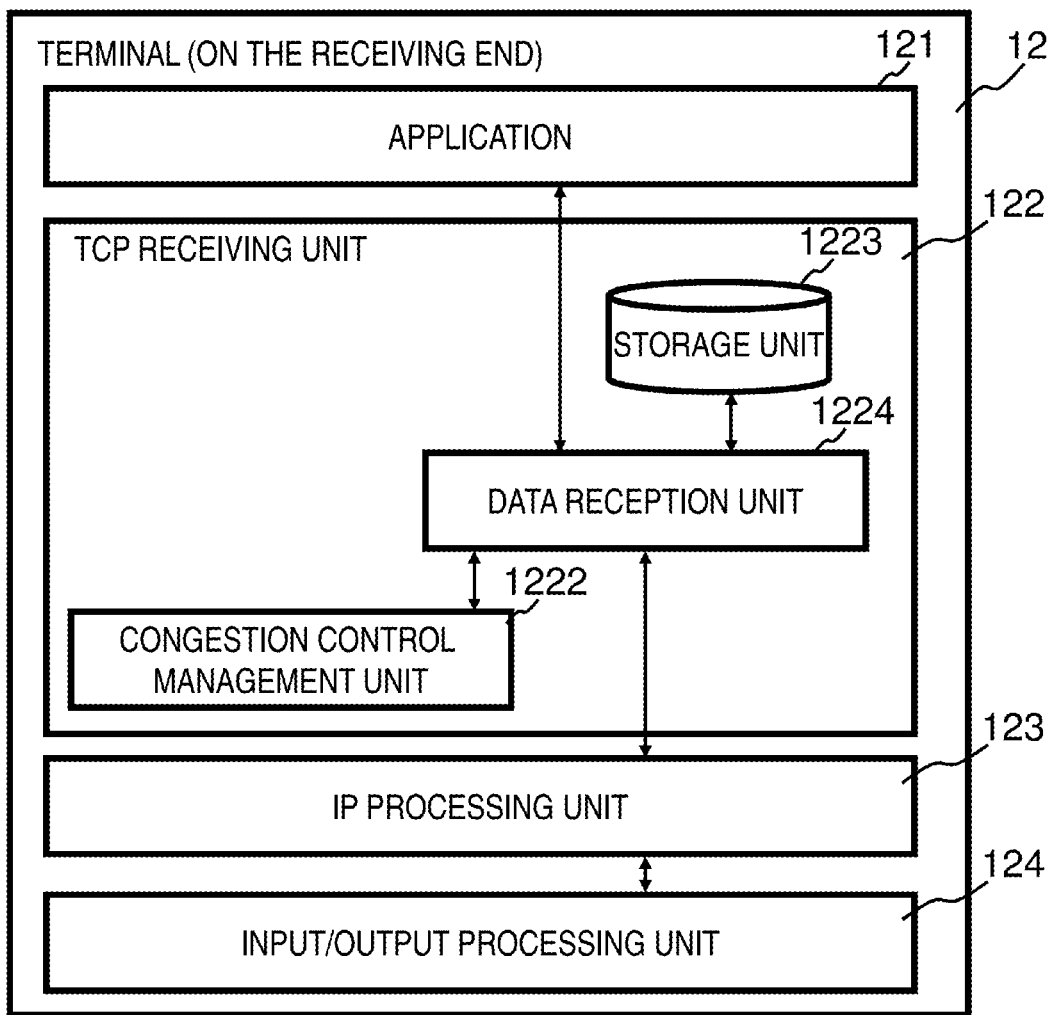 TERMINAL (ON THE RECEIVING END)
121
12
APPLICATION
122
TCP RECEIVING UNIT
1223
STORAGE UNIT
1224
DATA RECEPTION UNIT
1222
CONGESTION CONTROL
MANAGEMENT UNIT
123
IP PROCESSING UNIT
124
INPUT/OUTPUT PROCESSING UNIT